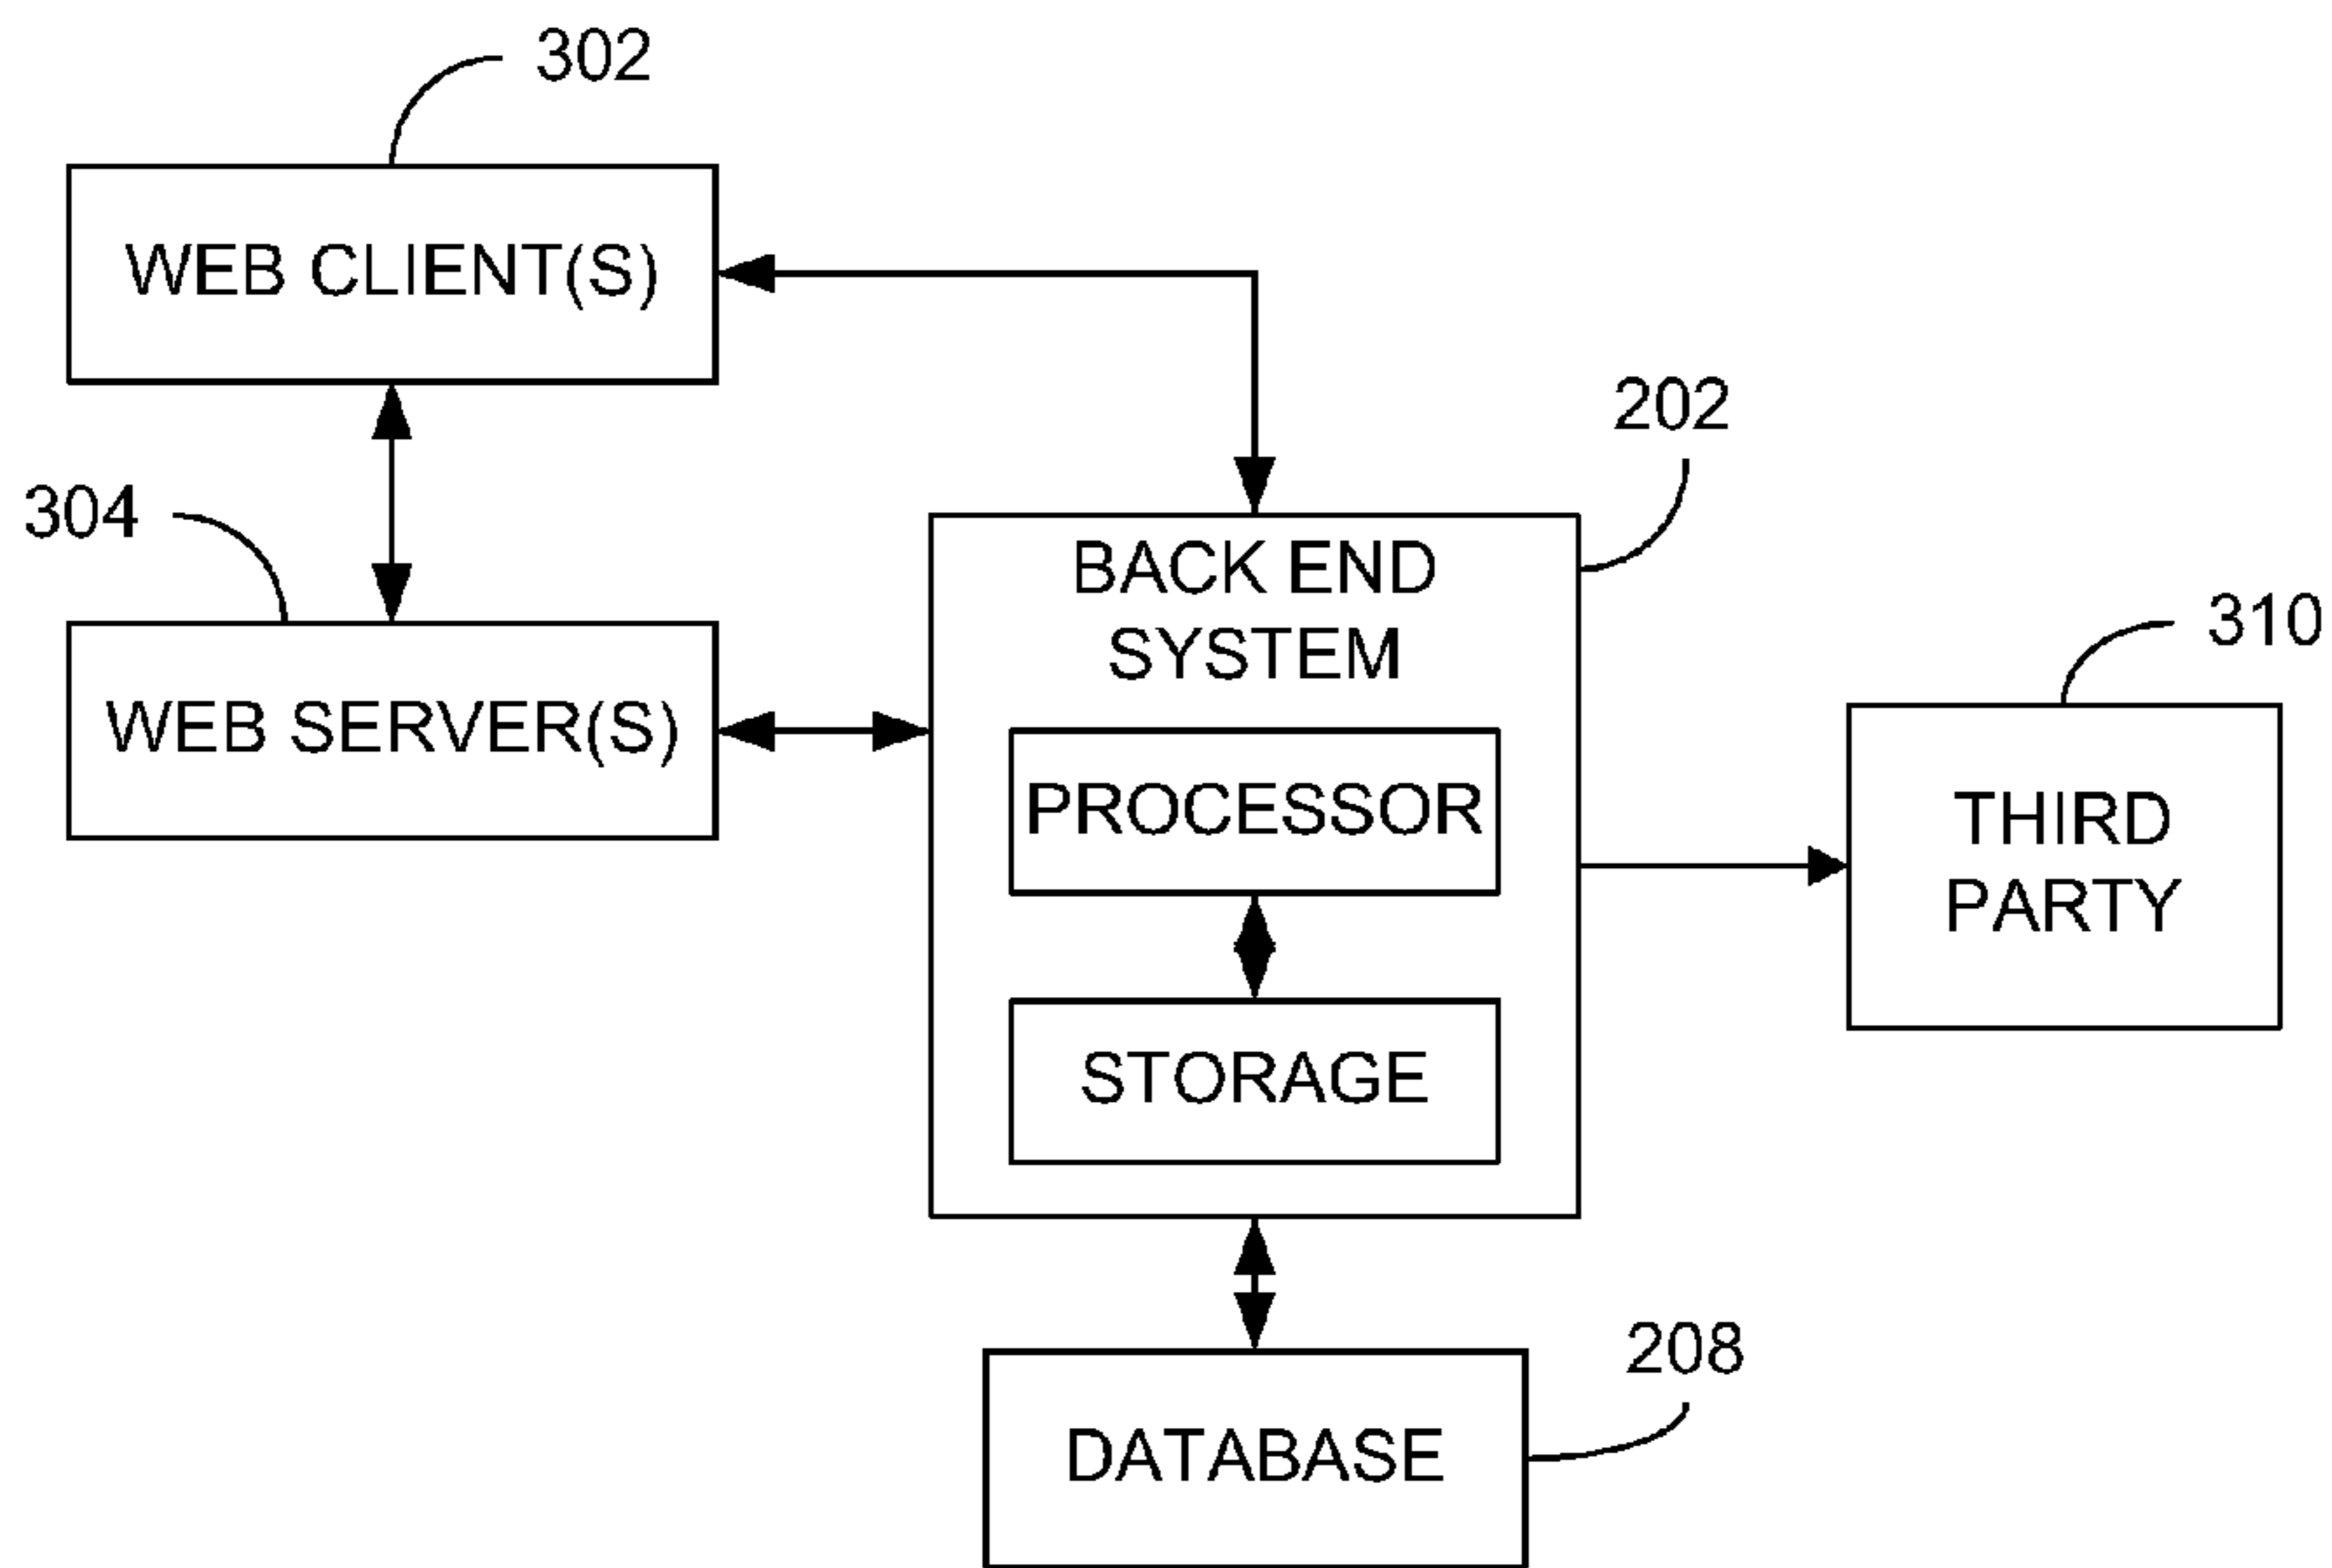 302
WEB CLIENT(S)
202
304
BACK END
SYSTEM
310
WEB SERVER(S)
PROCESSOR
THIRD
PARTY
STORAGE
208
DATABASE